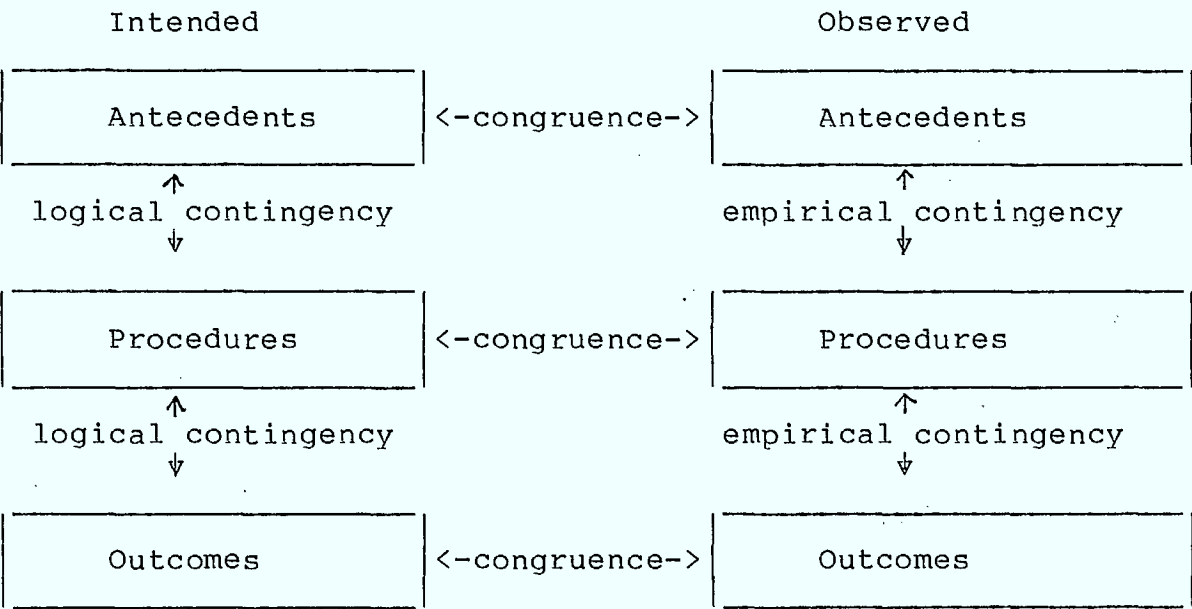 Intended Observed
Antecedents <-congruence-> Antecedents
logical contingency empirical contingency
Procedures <-congruence-> Procedures
logical contingency empirical contingency
Outcomes <-congruence-> Outcomes